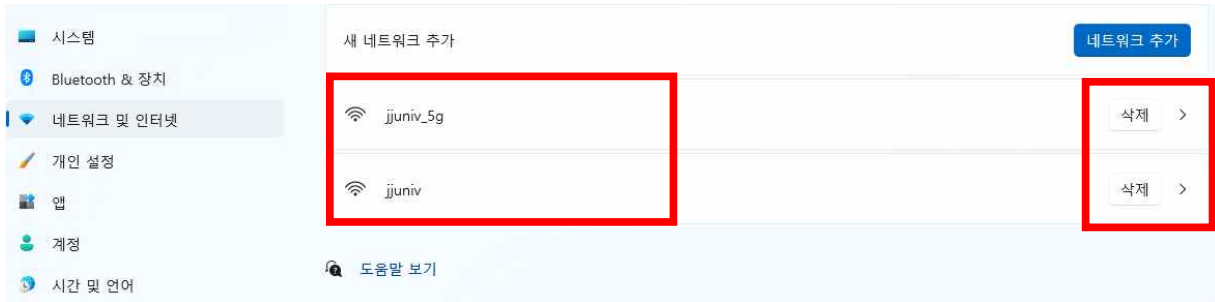 시스템
Bluetooth & 장치
네트워크 및 인터넷
개인 설정
앱
계정
시간 및 언어
새 네트워크 추가
네트워크 추가
jjuniv_5g
삭제
jjuniv
삭제
도움말 보기